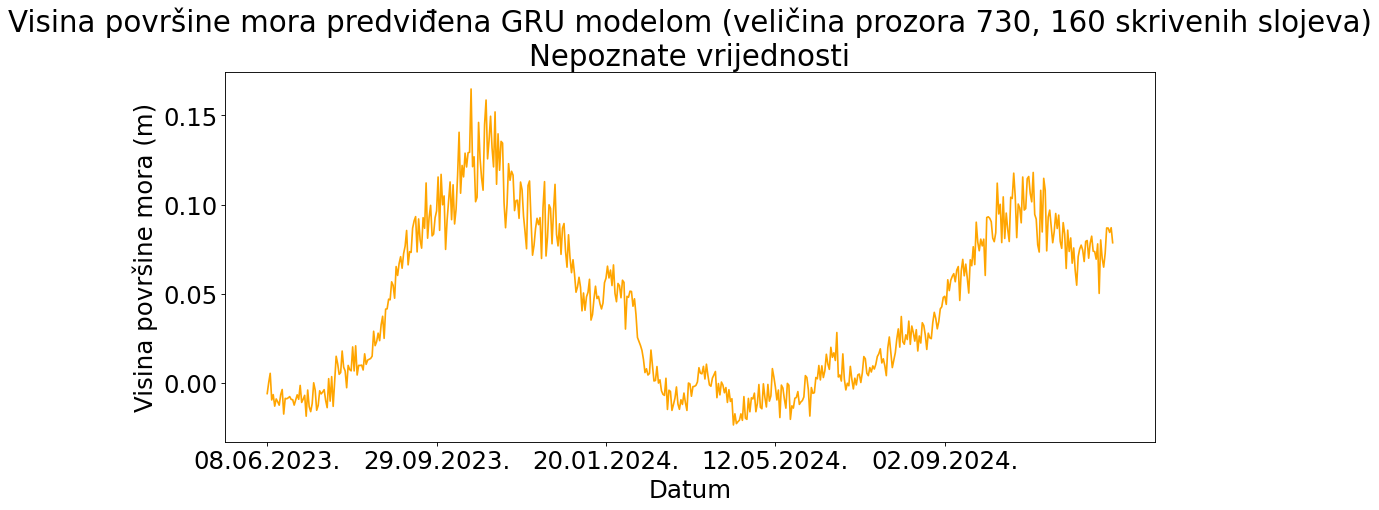 Visina površine mora predviđena GRU modelom (veličina prozora 730, 160 skrivenih slojeva)
Nepoznate vrijednosti
Visina površine mora (m)
0.15
0.10
0.05
0.00
08.06.2023. 29.09.2023. 20.01.2024. 12.05.2024. 02.09.2024.
Datum